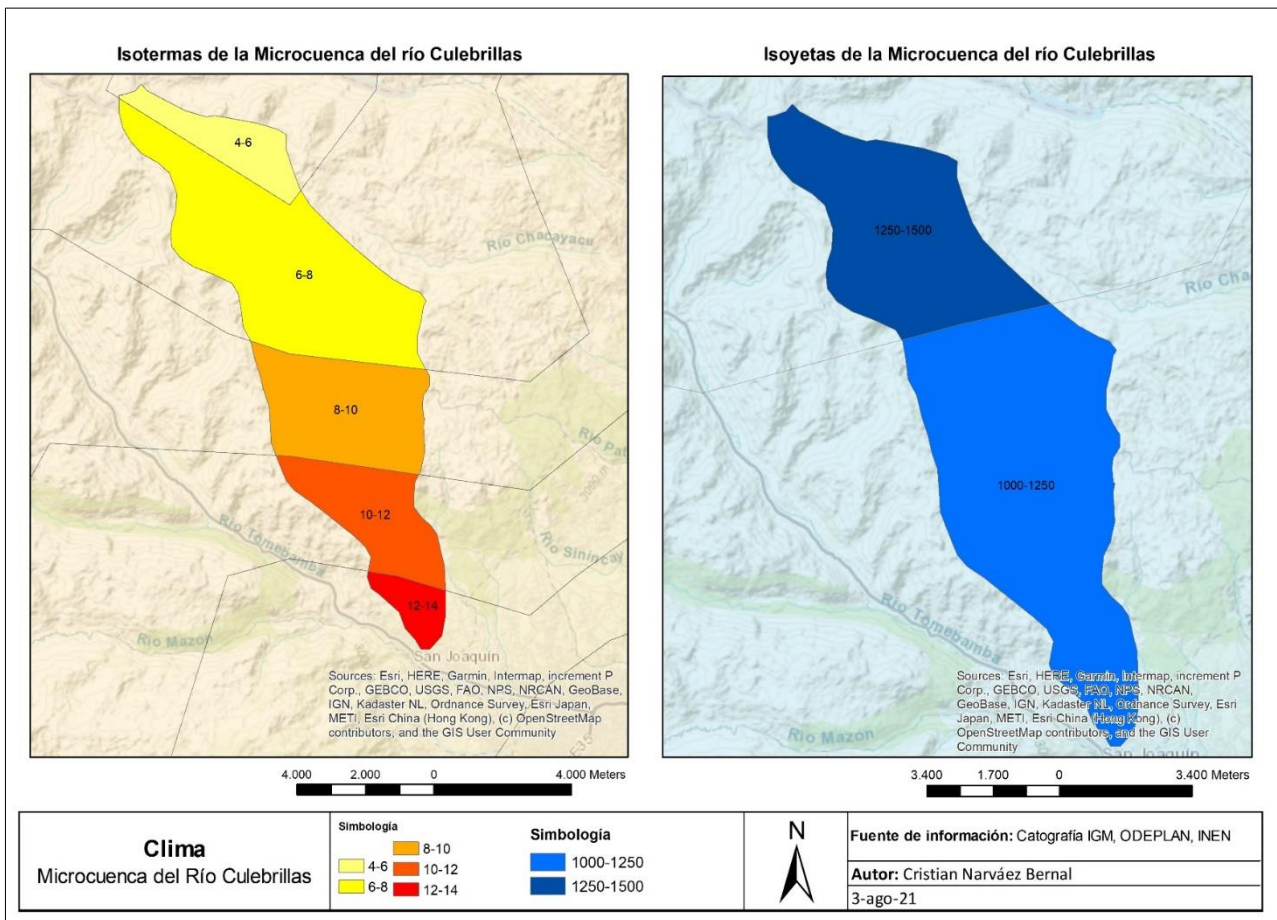 Isotermas de la Microcuenca del río Culebrillas
4-6
6-8
Río Chacayacu
8-10
10-12
Río Tomebamba
Río Sinincay
12-14
Río Mazon
San Joaquín
Sources: Esri, HERE, Garmin, Intermap, increment P
Corp., GEBCO, USGS, FAO, NPS, NRCAN, GeoBase,
IGN, Kadaster NL, Ordnance Survey, Esri Japan,
METI, Esri China (Hong Kong), (c) OpenStreetMap
contributors, and the GIS User Community
E35
4.000 2.000 0 4.000 Meters
Isoyetas de la Microcuenca del río Culebrillas
1250-1500
Río Cha
1000-1250
Río Tomebamba
Río Mazon
San Joaquín
Sources: Esri, HERE, Garmin, Intermap, increment P
Corp., GEBCO, USGS, FAO, NPS, NRCAN,
GeoBase, IGN, Kadaster NL, Ordnance Survey, Esri
Japan, METI, Esri China (Hong Kong), (c)
OpenStreetMap contributors, and the GIS User
Community
3.400 1.700 0 3.400 Meters
Clima
Microcuenca del Río Culebrillas
Simbología
4-6
6-8
8-10
10-12
12-14
Simbología
1000-1250
1250-1500
N
Fuente de información: Catografía IGM, ODEPLAN, INEN
Autor: Cristian Narváez Bernal
3-ago-21